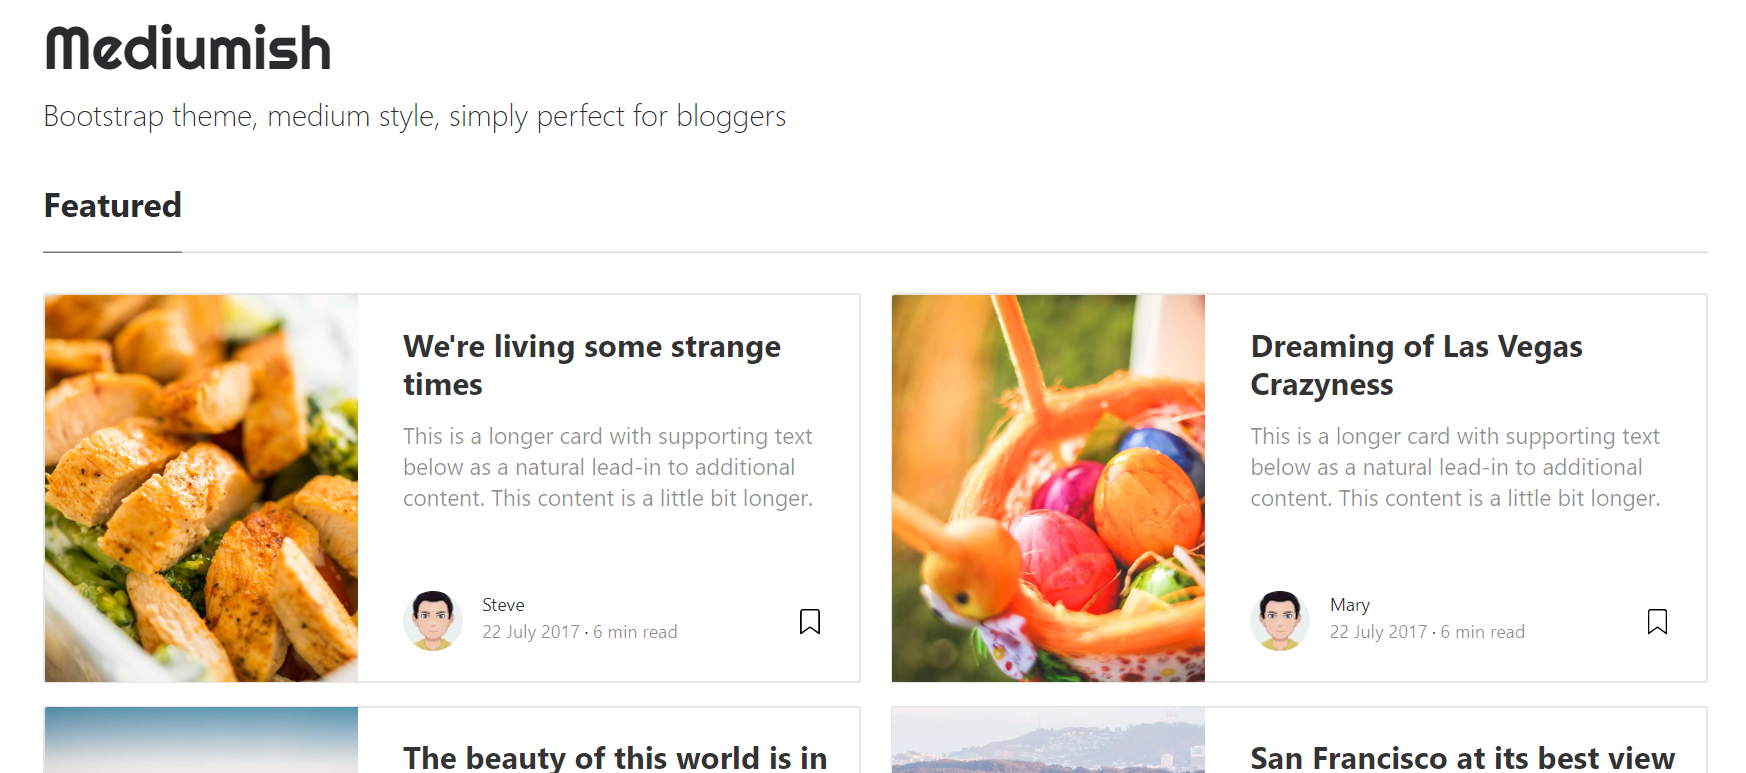 Mediumish
Bootstrap theme, medium style, simply perfect for bloggers
Featured
We're living some strange
times
This is a longer card with supporting text
below as a natural lead-in to additional
content. This content is a little bit longer.
Steve
22 July 2017 · 6 min read
Dreaming of Las Vegas
Crazyness
This is a longer card with supporting text
below as a natural lead-in to additional
content. This content is a little bit longer.
Mary
22 July 2017 · 6 min read
The beauty of this world is in
San Francisco at its best view